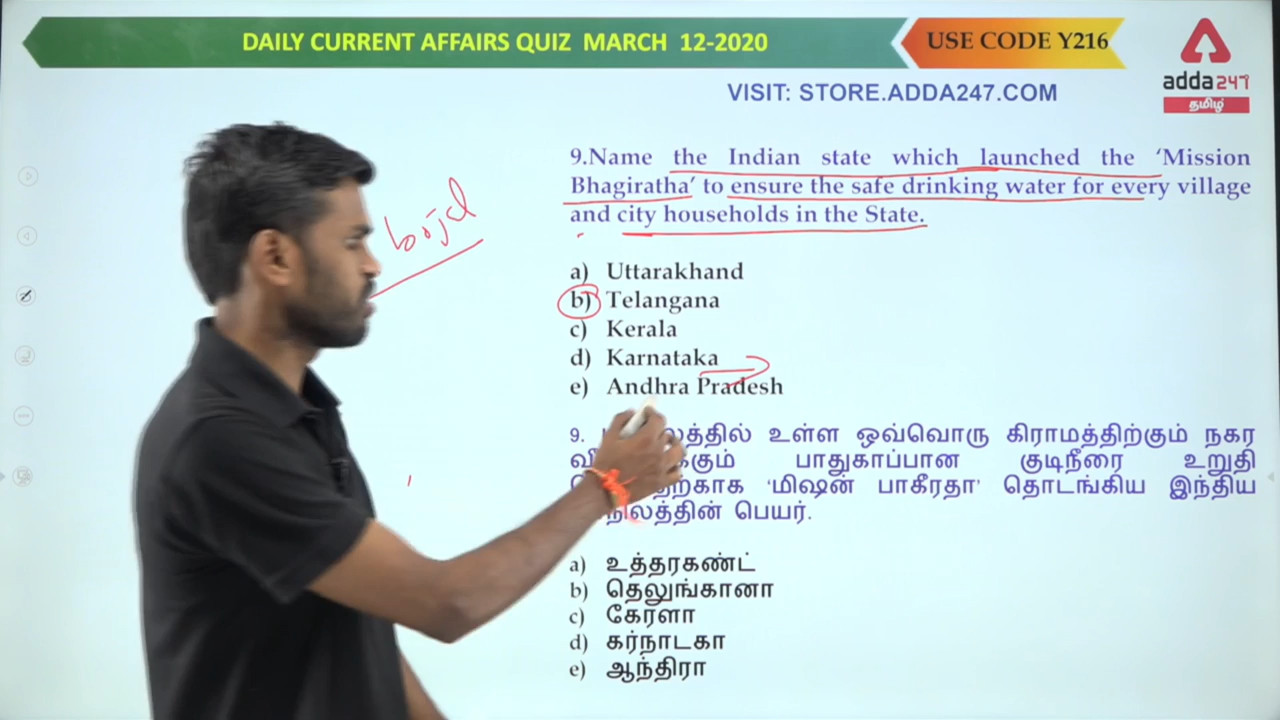 DAILY CURRENT AFFAIRS QUIZ MARCH 12-2020
USE CODE Y216
adda247
தமிழ்
VISIT: STORE.ADDA247.COM
9.Name the Indian state which launched the ‘Mission
Bhagiratha’ to ensure the safe drinking water for every village
and city households in the State.
a) Uttarakhand
b) Telangana
c) Kerala
d) Karnataka
e) Andhra Pradesh
9. உள்ள ஒவ்வொரு கிராமத்திற்கும் நகர
பாதுகாப்பான குடிநீரை உறுதி
‘மிஷன் பாகீரதா’ தொடங்கிய இந்திய
பெயர்.
a) உத்தரகண்ட்
b) தெலுங்கானா
c) கேரளா
d) கர்நாடகா
e) ஆந்திரா